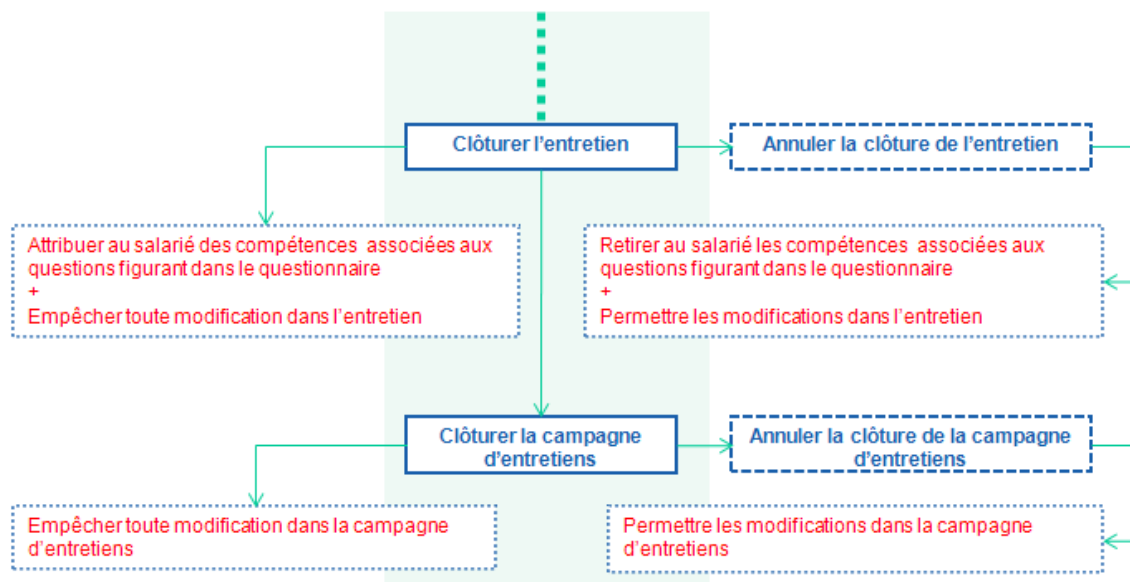 Clôturer l'entretien
Annuler la clôture de l'entretien
Attribuer au salarié des compétences associées aux
questions figurant dans le questionnaire
+
Empêcher toute modification dans l'entretien
Retirer au salarié les compétences associées aux
questions figurant dans le questionnaire
+
Permettre les modifications dans l'entretien
Clôturer la campagne
d'entretiens
Annuler la clôture de la campagne
d'entretiens
Empêcher toute modification dans la campagne
d'entretiens
Permettre les modifications dans la campagne
d'entretiens